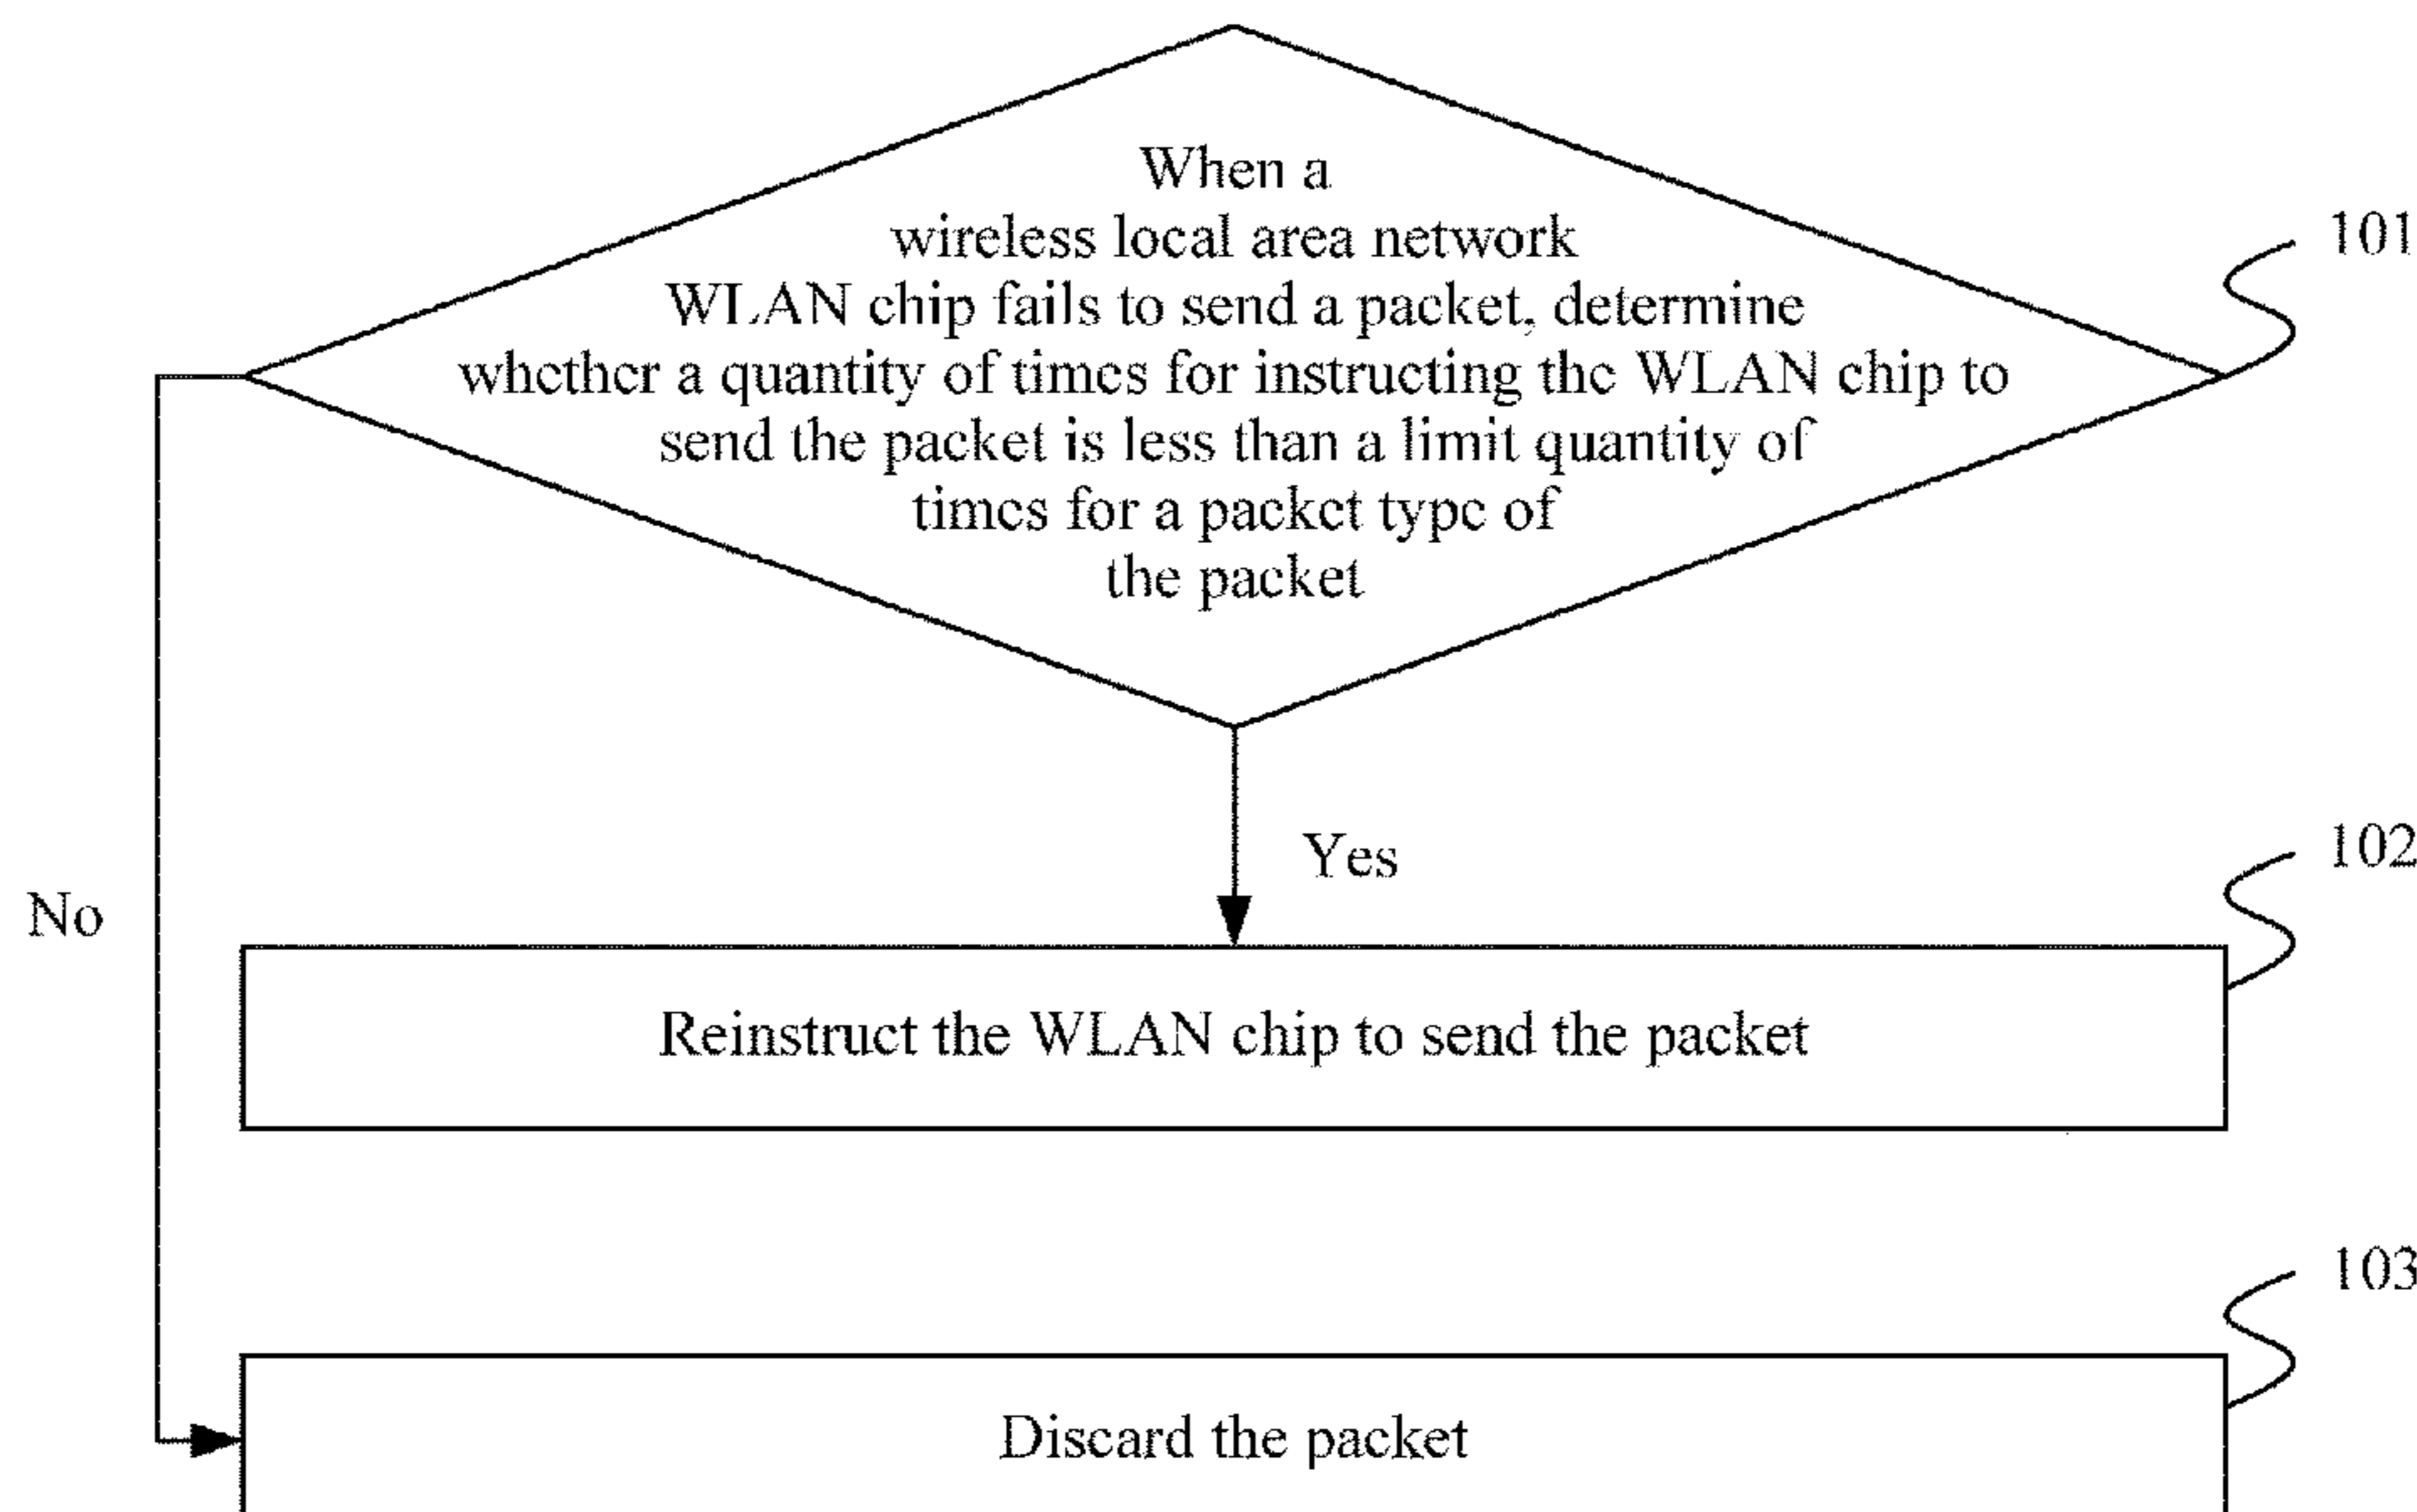 When a
wireless local area network
101
WLAN chip fails to send a packet, determine
whether a quantity of times for instructing the WLAN chip to
send the packet is less than a limit quantity of
times for a packet type of
the packet
Yes
102
No
Reinstruct the WLAN chip to send the packet
103
Discard the packet